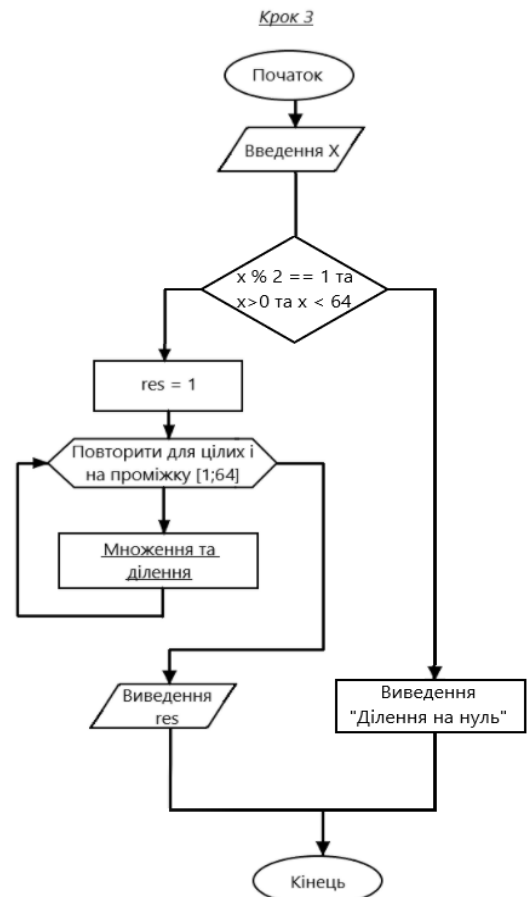 Крок 3
Початок
Введення X
x % 2 == 1 та
x>0 та x < 64
res = 1
Повторити для цілих і
на проміжку [1;64]
Множення та
ділення
Виведення
res
Виведення
"Ділення на нуль"
Кінець